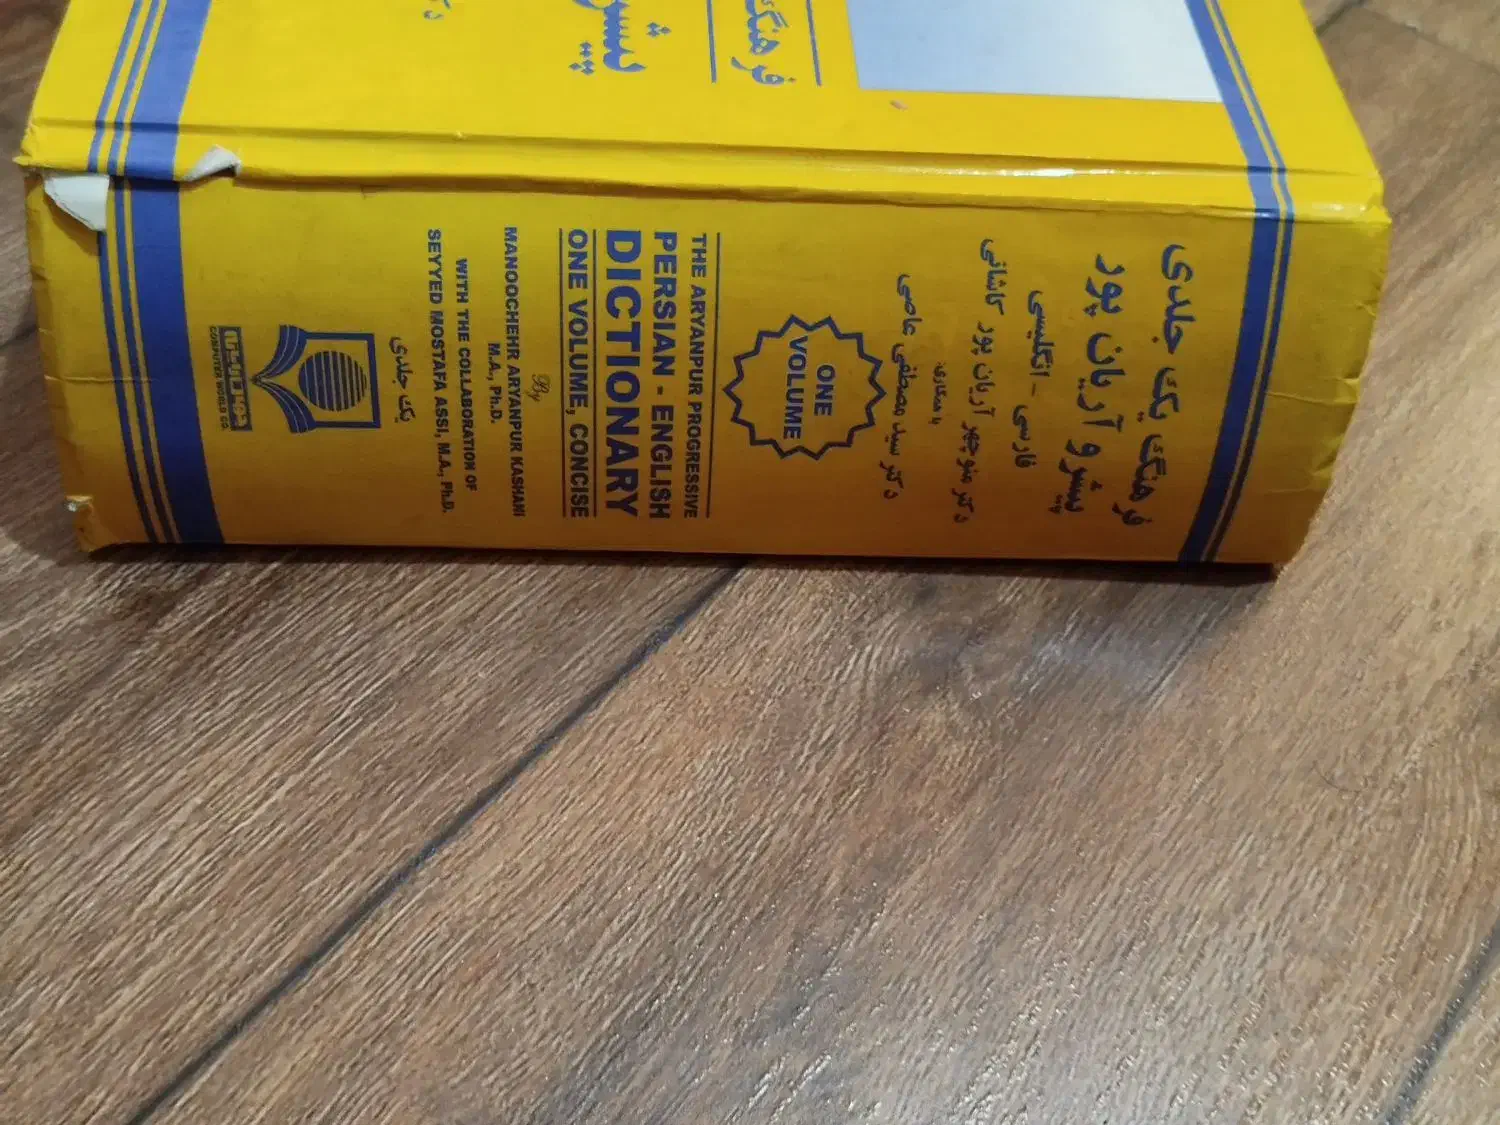 فرهنگ
پیشر
فرهنگ یک جلدی
پیشرو آریان پور
فارسی - انگلیسی
دکتر منوچهر آریان پور کاشانی
با همکاری:
دکتر سید مصطفی عاصی
ONE
VOLUME
THE ARYANPUR PROGRESSIVE
PERSIAN - ENGLISH
DICTIONARY
ONE VOLUME, CONCISE
By
MANOOCHEHR ARYANPUR KASHANI
M.A., Ph.D.
WITH THE COLLABORATION OF
SEYYED MOSTAFA ASSI, M.A., Ph.D.
یک جلدی
COMPUTER WORLD CO.